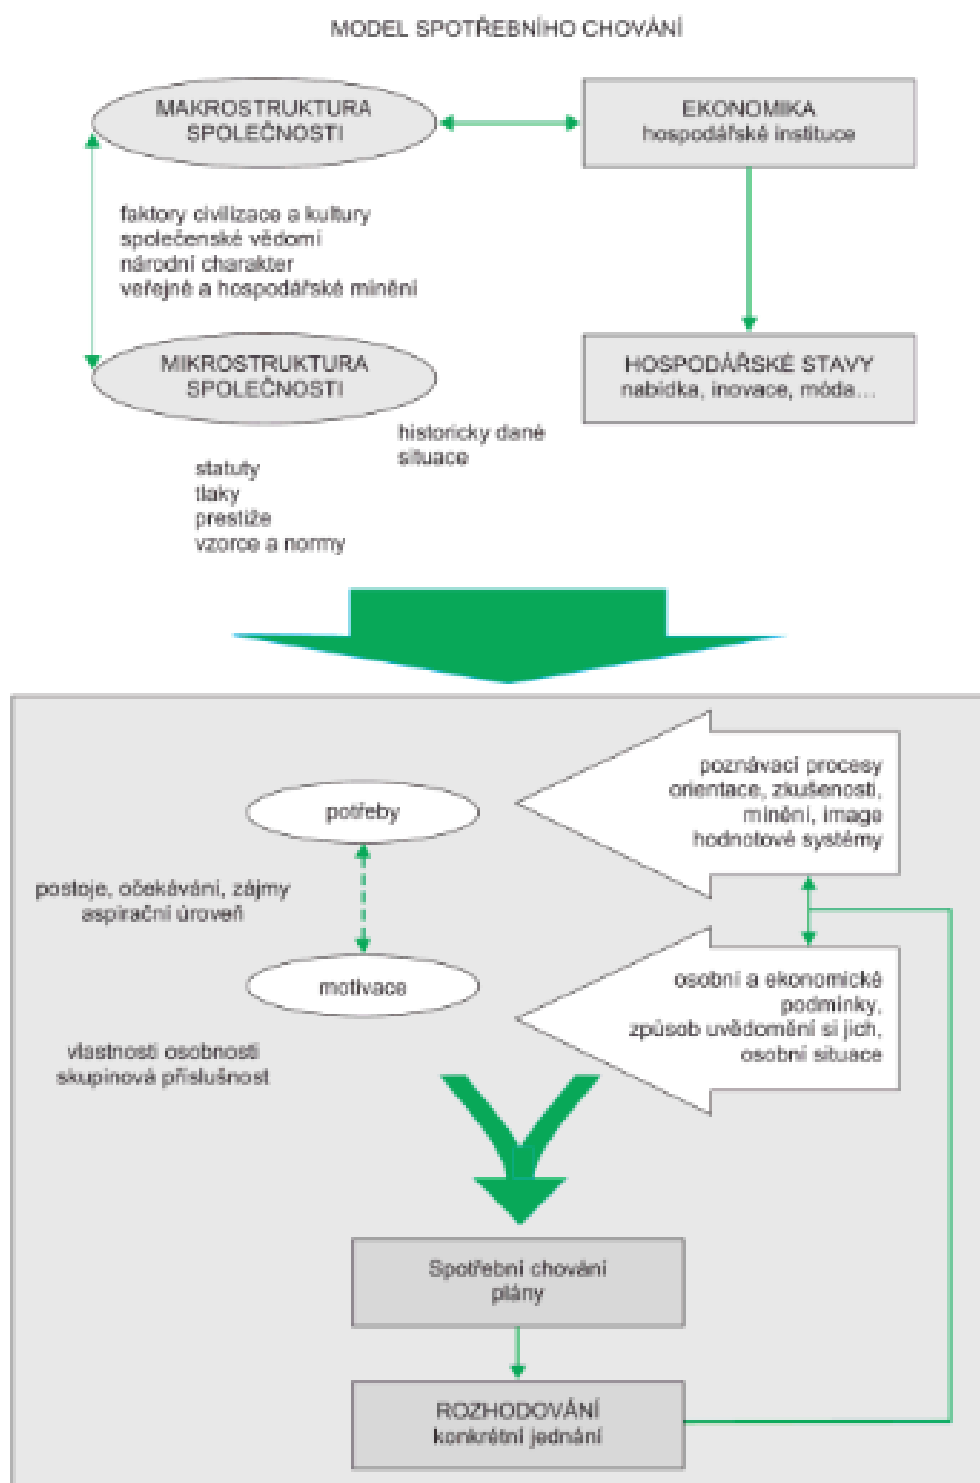 MODEL SPOTŘEBNÍHO CHOVÁNÍ
MAKROSTRUKTURA
SPOLEČNOSTI
EKONOMIKA
hospodářské instituce
faktory civilizace a kultury
společenské vědomí
národní charakter
veřejné a hospodářské mínění
MIKROSTRUKTURA
SPOLEČNOSTI
HOSPODÁŘSKÉ STAVY
nabídka, inovace, móda...
historicky dané
situace
statuty
tlaky
prestiže
vzorce a normy
potřeby
poznávací procesy
orientace, zkušenosti,
mínění, image
hodnotové systémy
postoje, očekávání, zájmy
aspirační úroveň
motivace
osobní a ekonomické
podmínky,
způsob uvědomění si jich,
osobní situace
vlastnosti osobnosti
skupinová příslušnost
Spotřební chování
plány
ROZHODOVÁNÍ
konkrétní jednání